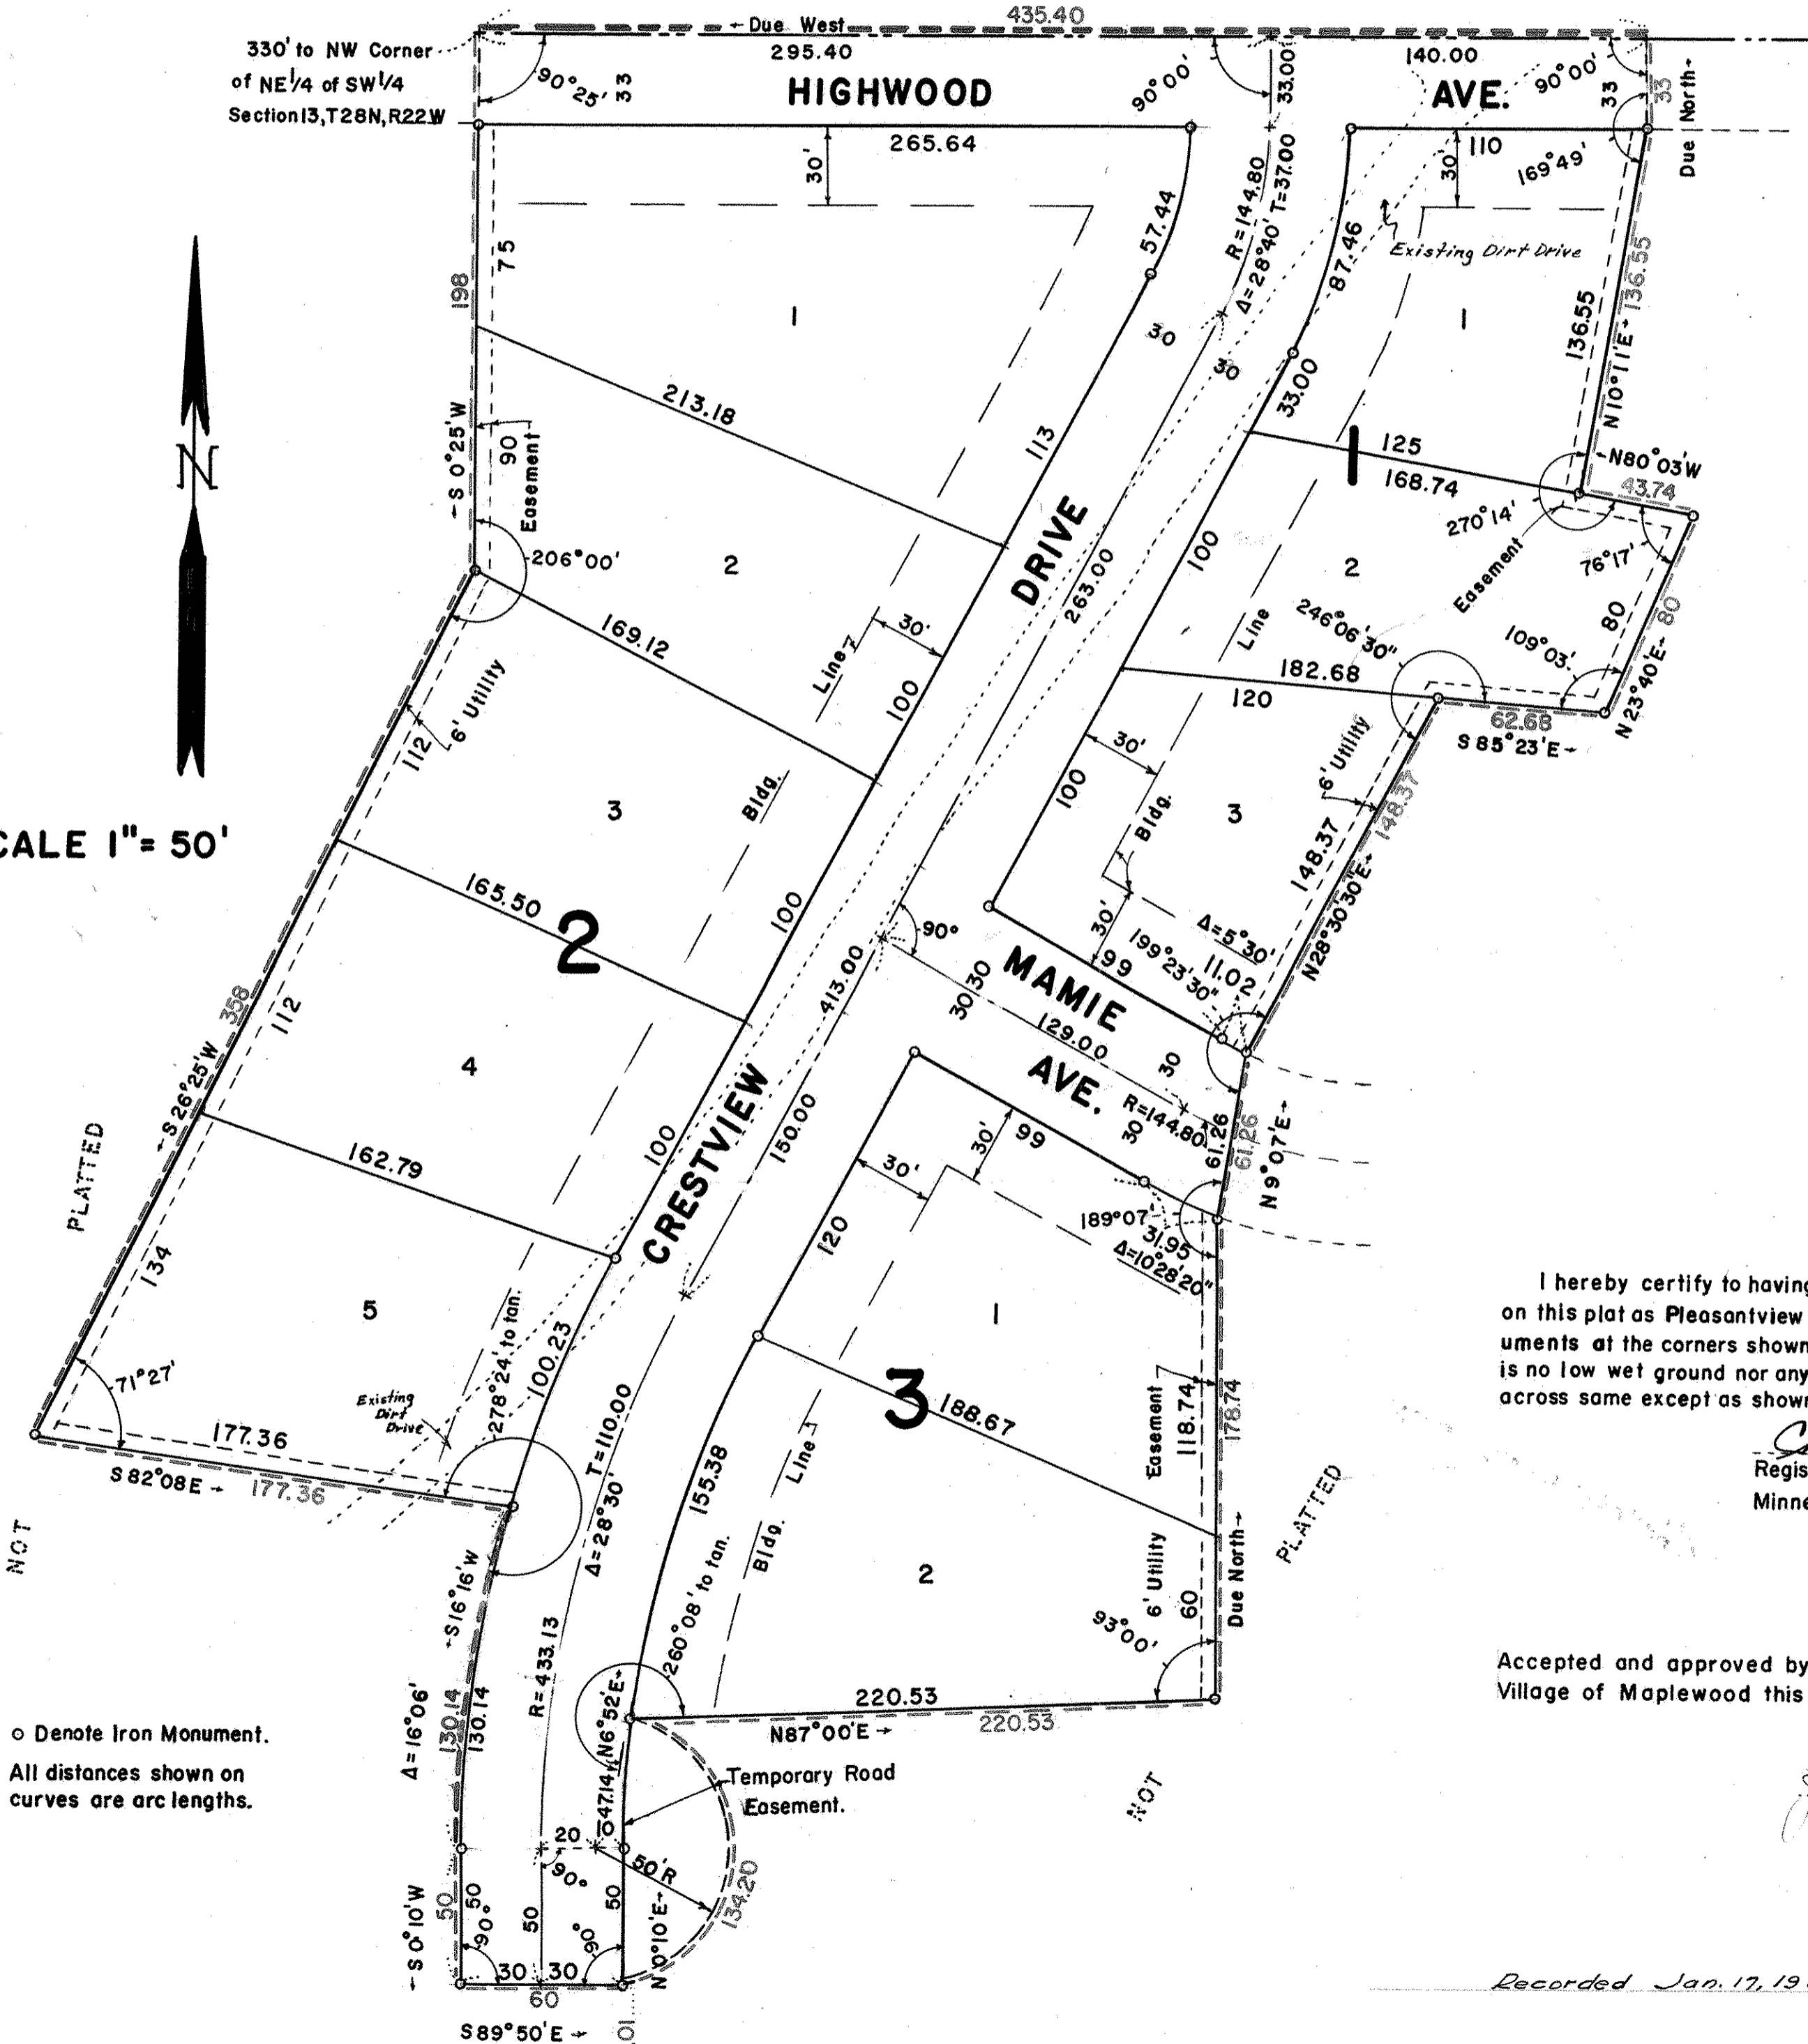 435.40
←Due West
330' to NW Corner
of NE¼ of SW¼
Section 13, T28N, R22W
295.40
140.00
90°25'
33
HIGHWOOD
90°00'
33.00
AVE.
90°00'
33
33
Due North→
265.64
110
30'
30'
169°49'
57.44
R=144.80
Δ=28°40' T=37.00
87.46
Existing Dirt Drive
75
198
1
1
136.55
136.55
N10°11'E→
30
30
33.00
213.18
113
←S 0°25'W
90
Easement
1
125
168.74
←N80°03'W
43.74
270°14'
76°17'
Easement
206°00'
2
DRIVE
263.00
100
2
246°06'30"
Line
109°03'
80
80
N23°40'E→
N
169.12
30'
Line
100
182.68
120
62.68
S85°23'E→
6' Utility
112
6' Utility
30'
100
Bldg.
Bldg.
3
3
148.37
148.37
N28°30'30"E→
SCALE 1"= 50'
165.50
2
100
90°
30'
Δ=5°30'
199°23'30"
11.02
99
MAMIE
30
30
129.00
413.00
358
112
←S26°25'W
4
AVE.
30
R=144.80
30
61.26
61.26
N9°07'E→
CRESTVIEW
150.00
100
162.79
PLATTED
99
30'
30'
189°07'
31.95
Δ=10°28'20"
120
134
5
1
278°24' to tan.
100.23
71°27'
Existing
Dirt
Drive
T=110.00
Δ=28°30'
3
188.67
Easement
118.74
178.74
177.36
S82°08E→
177.36
155.38
Line
Bldg.
NOT
PLATTED
2
6' Utility
60
Due North→
93°00'
←S16°16'W
260°08' to tan.
R=433.13
220.53
N87°00'E→
220.53
N6°52'E→
47.14
Δ=16°06'
130.14
130.14
Temporary Road
Easement.
NOT
20
90°
50'R
134.20
←S0°10'W
50
50
90°
50
50
90°
N0°10'E→
30
30
60
S89°50'E→
10
o Denote Iron Monument.
All distances shown on
curves are arc lengths.
I hereby certify to having
on this plat as Pleasantview
uments at the corners shown
is no low wet ground nor any
across same except as shown
Regis
Minne
Accepted and approved by
Village of Maplewood this
Recorded Jan. 17, 19